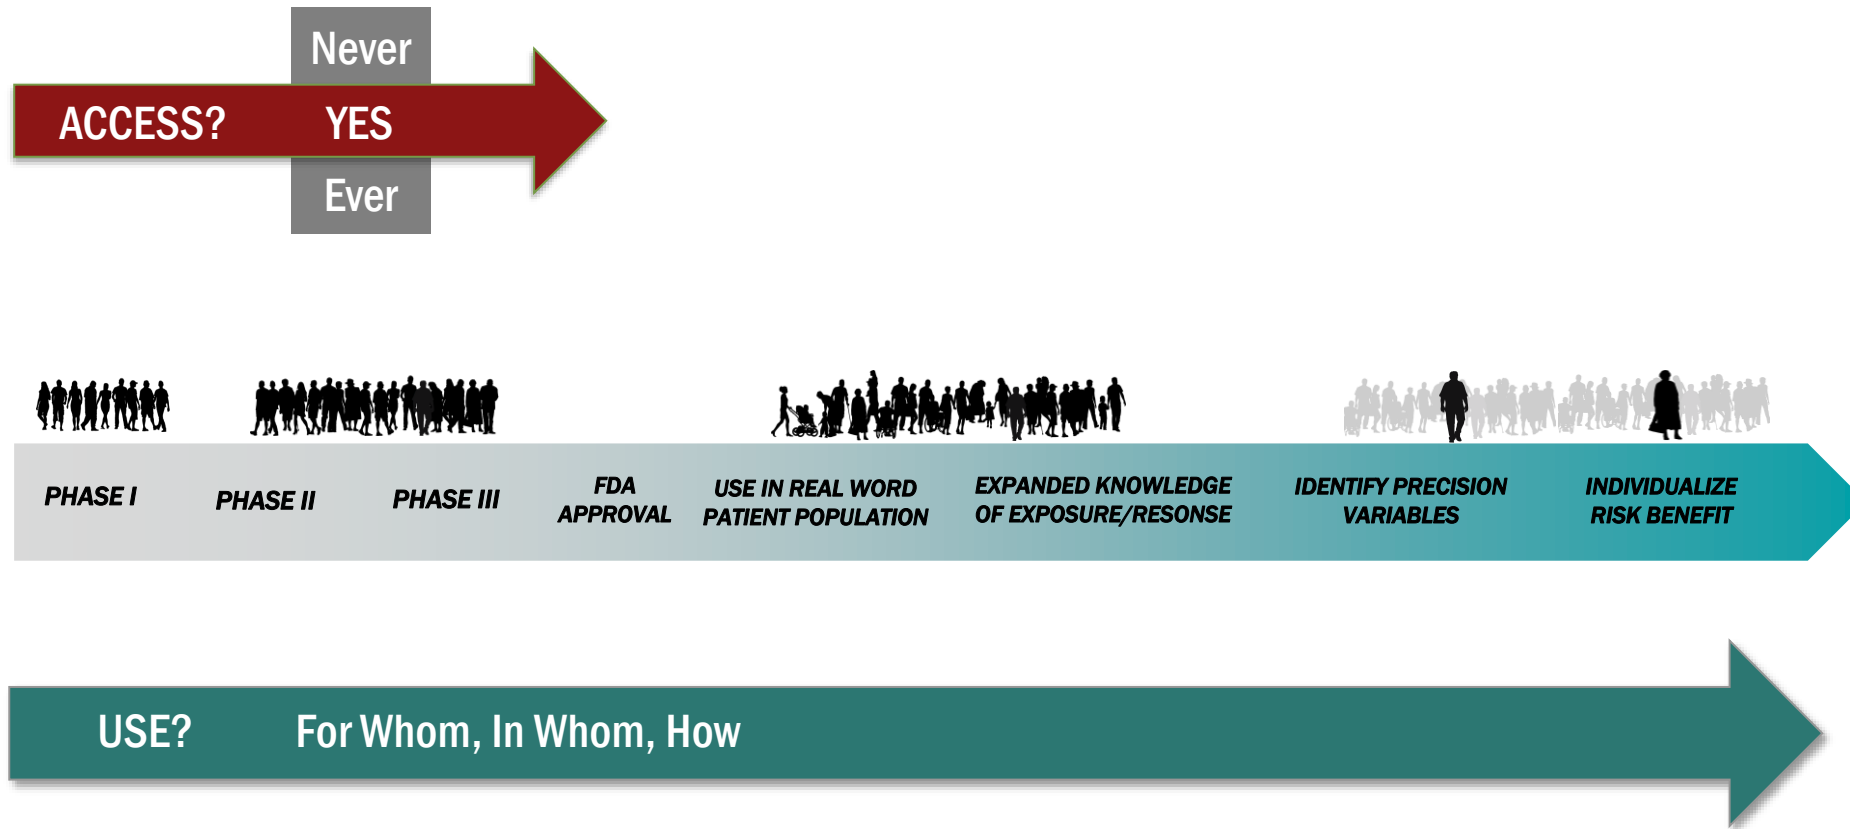 Never
ACCESS? YES
Ever
PHASE I
PHASE II
PHASE III
FDA
APPROVAL
USE IN REAL WORD
PATIENT POPULATION
EXPANDED KNOWLEDGE
OF EXPOSURE/RESONSE
IDENTIFY PRECISION
VARIABLES
INDIVIDUALIZE
RISK BENEFIT
USE? For Whom, In Whom, How